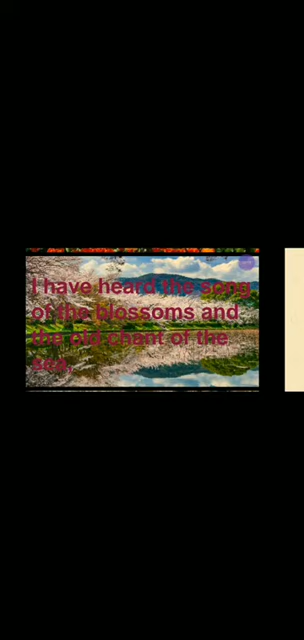 I have heard the song
of the blossoms and
the old chant of the
sea.